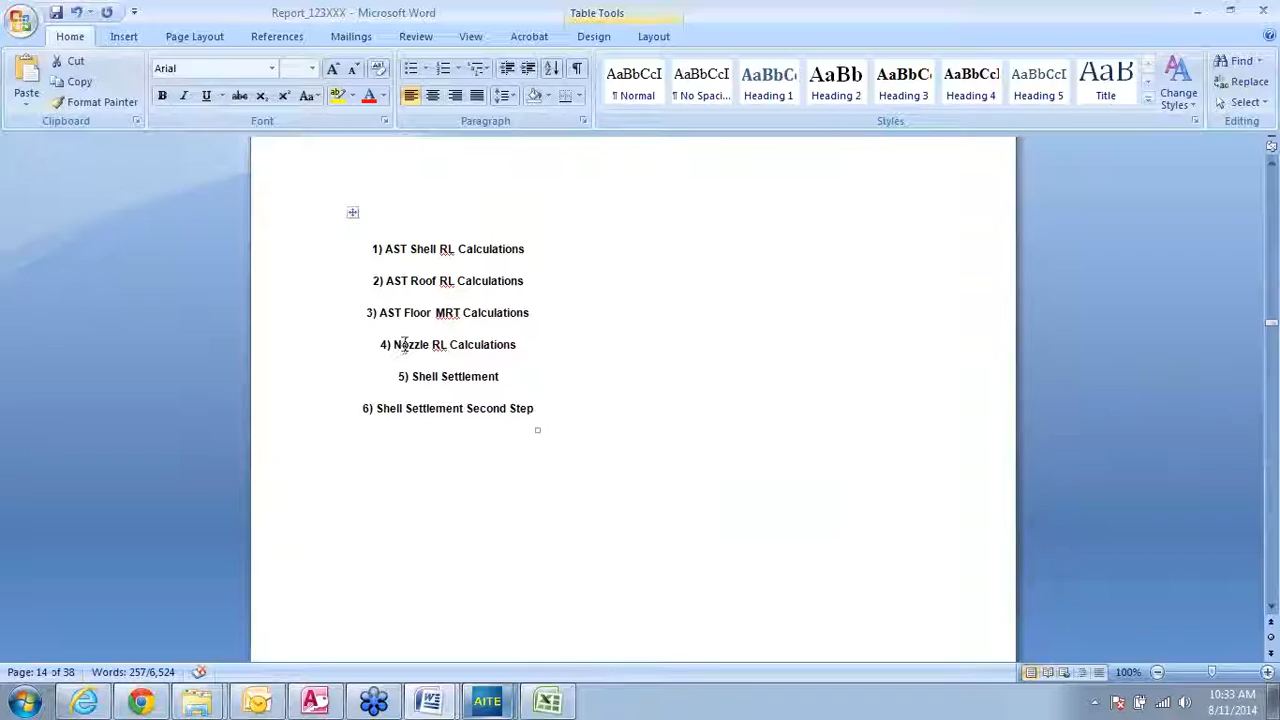 Report_123XXX - Microsoft Word
Table Tools
Home Insert Page Layout References Mailings Review View Acrobat Design Layout
Paste
Cut
Copy
Format Painter
Clipboard
Arial
Font
Paragraph
AaBbCcI AaBbCcI AaBbC AaBb AaBbC AaBbCcI AaBbCcI AaB
¶ Normal ¶ No Spaci... Heading 1 Heading 2 Heading 3 Heading 4 Heading 5 Title
Change Styles
Styles
Find
Replace
Select
Editing
1) AST Shell RL Calculations
2) AST Roof RL Calculations
3) AST Floor MRT Calculations
4) Nozzle RL Calculations
5) Shell Settlement
6) Shell Settlement Second Step
Page: 14 of 38 Words: 257/6,524 100%
AITE
10:33 AM
8/11/2014